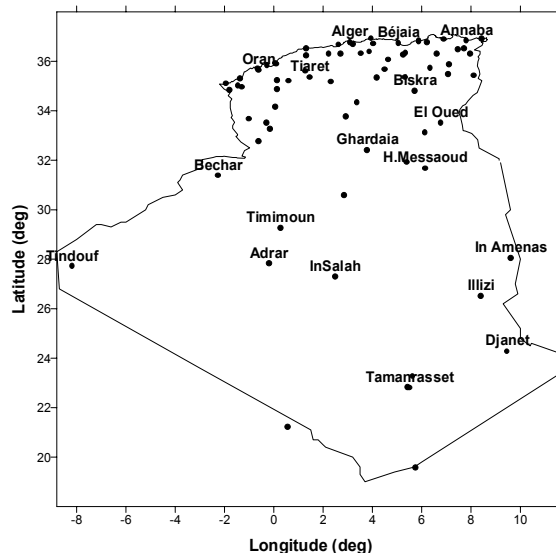 Alger
Annaba
Béjaia
Oran
36
Tiaret
Biskra
34
El Oued
Ghardaia
32
H.Messaoud
Bechar
30
Timimoun
28
Tindouf
Adrar
In Amenas
InSalah
Illizi
26
Djanet
24
Tamanrasset
22
20
-8 -6 -4 -2 0 2 4 6 8 10
Longitude (deg)
Latitude (deg)